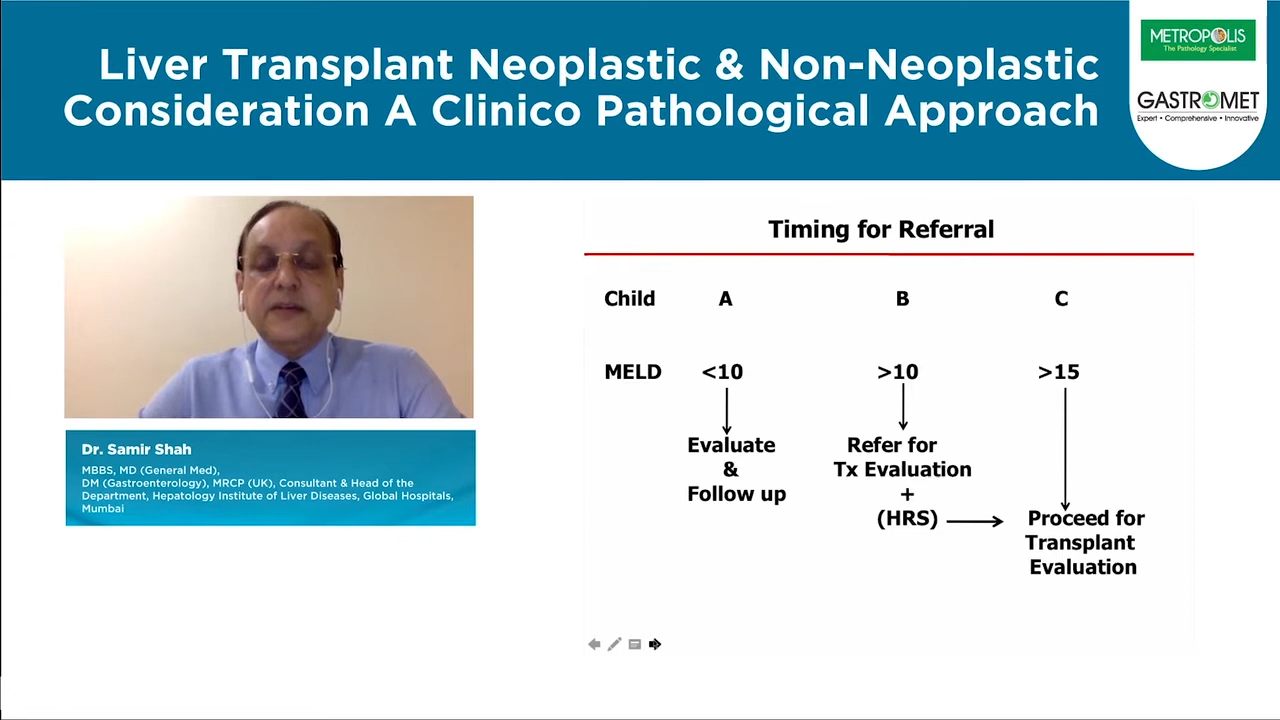 Liver Transplant Neoplastic & Non-Neoplastic
Consideration A Clinico Pathological Approach
METROPOLIS
The Pathology Specialist
GASTROMET
Expert • Comprehensive • Innovative
Dr. Samir Shah
MBBS, MD (General Med),
DM (Gastroenterology), MRCP (UK), Consultant & Head of the
Department, Hepatology Institute of Liver Diseases, Global Hospitals,
Mumbai
Timing for Referral
Child A B C
MELD <10 >10 >15
Evaluate
&
Follow up
Refer for
Tx Evaluation
+
(HRS)
Proceed for
Transplant
Evaluation